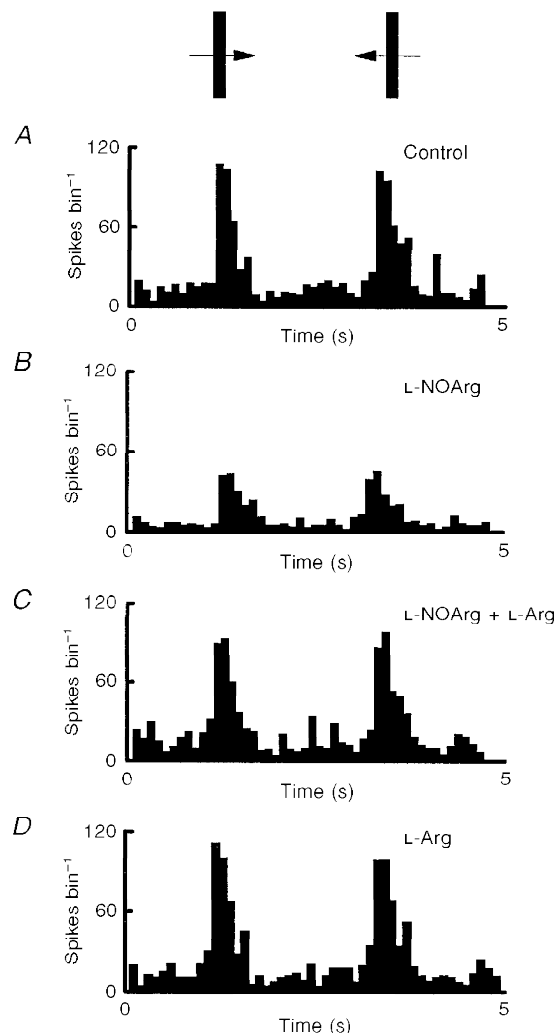 A
Control
120
60
0
Spikes bin⁻¹
0
5
Time (s)
B
L-NOArg
120
60
0
Spikes bin⁻¹
0
5
Time (s)
C
L-NOArg + L-Arg
120
60
0
Spikes bin⁻¹
0
5
Time (s)
D
L-Arg
120
60
0
Spikes bin⁻¹
0
5
Time (s)